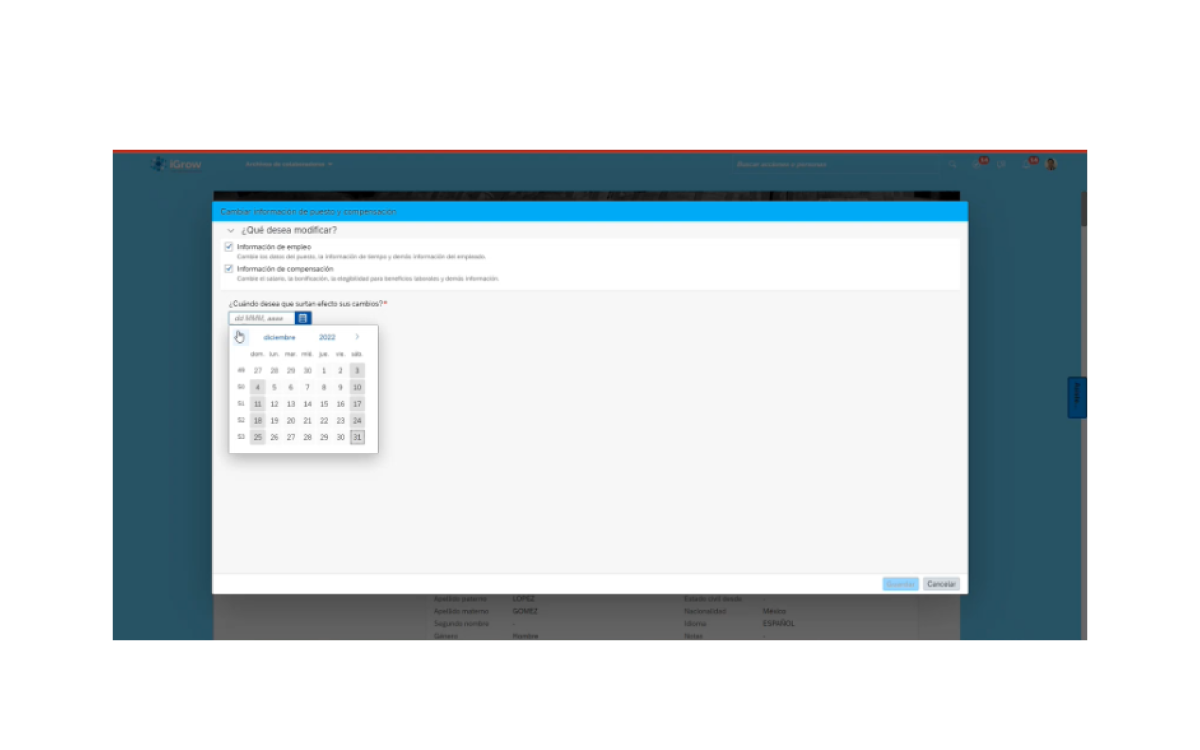 iGrow
Buscar acciones o personas
Cambiar información de puesto y compensación
¿Qué desea modificar?
Información de empleo
Cambie los datos del puesto, la información de tiempo y demás información del empleado.
Información de compensación
Cambie el salario, la bonificación, la elegibilidad para beneficios laborales y demás información.
¿Cuándo desea que surtan efecto sus cambios?*
dd MMM. aaaa
diciembre 2022
dom. lun. mar. mié. jue. vie. sáb.
49 27 28 29 30 1 2 3
50 4 5 6 7 8 9 10
51 11 12 13 14 15 16 17
52 18 19 20 21 22 23 24
53 25 26 27 28 29 30 31
Guardar Cancelar
Apellido paterno LOPEZ
Apellido materno GOMEZ Nacionalidad México
Segundo nombre - Idioma ESPAÑOL
Género Hombre Notas -